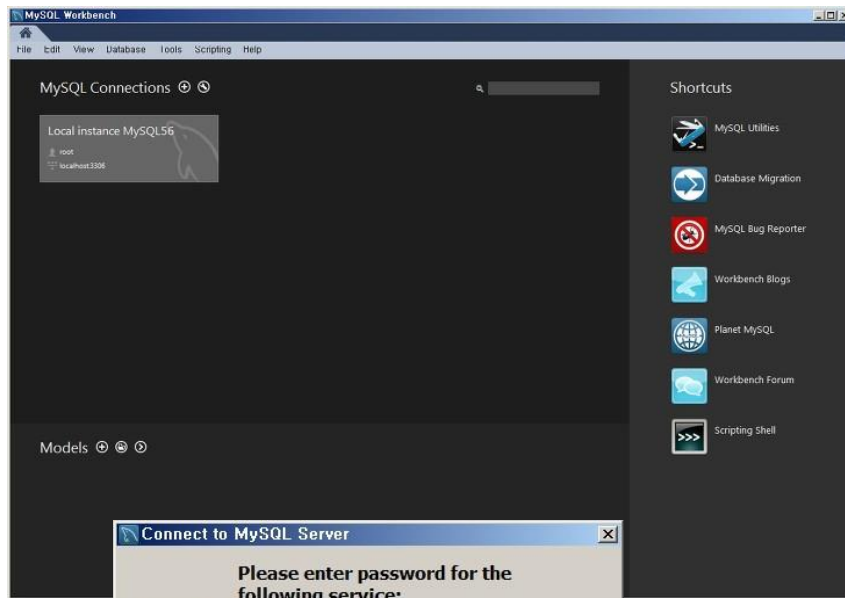 MySQL Workbench
File Edit View Database Tools Scripting Help
MySQL Connections
Local instance MySQL56
root
localhost:3306
Shortcuts
MySQL Utilities
Database Migration
MySQL Bug Reporter
Workbench Blogs
Planet MySQL
Workbench Forum
Scripting Shell
>>>
Models
Connect to MySQL Server
Please enter password for the
following service: